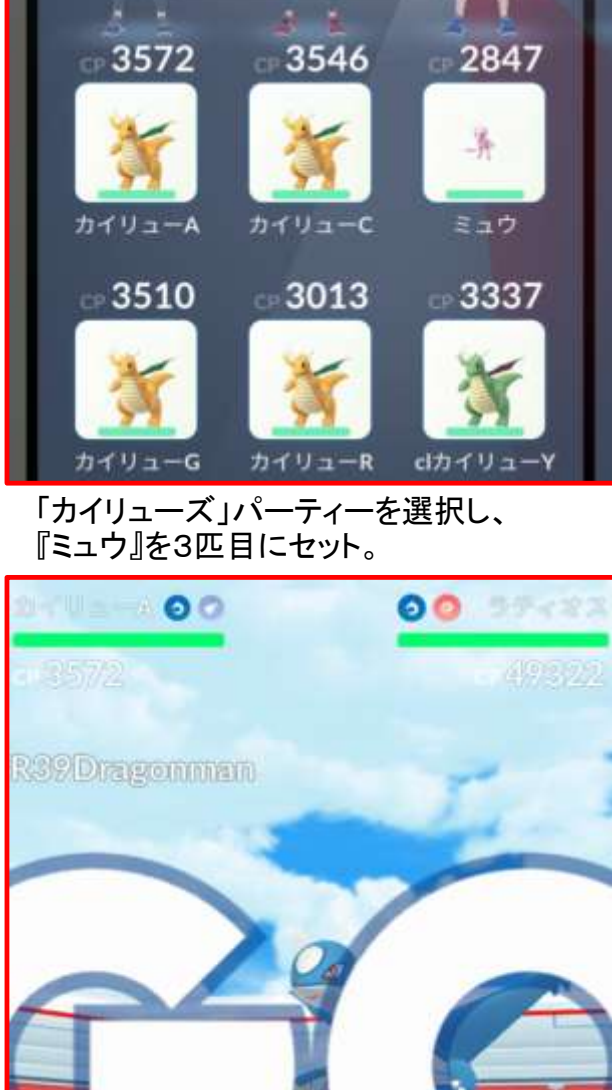 CP 3572 CP 3546 CP 2847
カイリューA カイリューC ミュウ
CP 3510 CP 3013 CP 3337
カイリューG カイリューR clカイリューY
「カイリューズ」パーティーを選択し、
『ミュウ』を3匹目にセット。
カイリューA ラティオス
CP 3572 CP 49322
R39Dragonman
GO